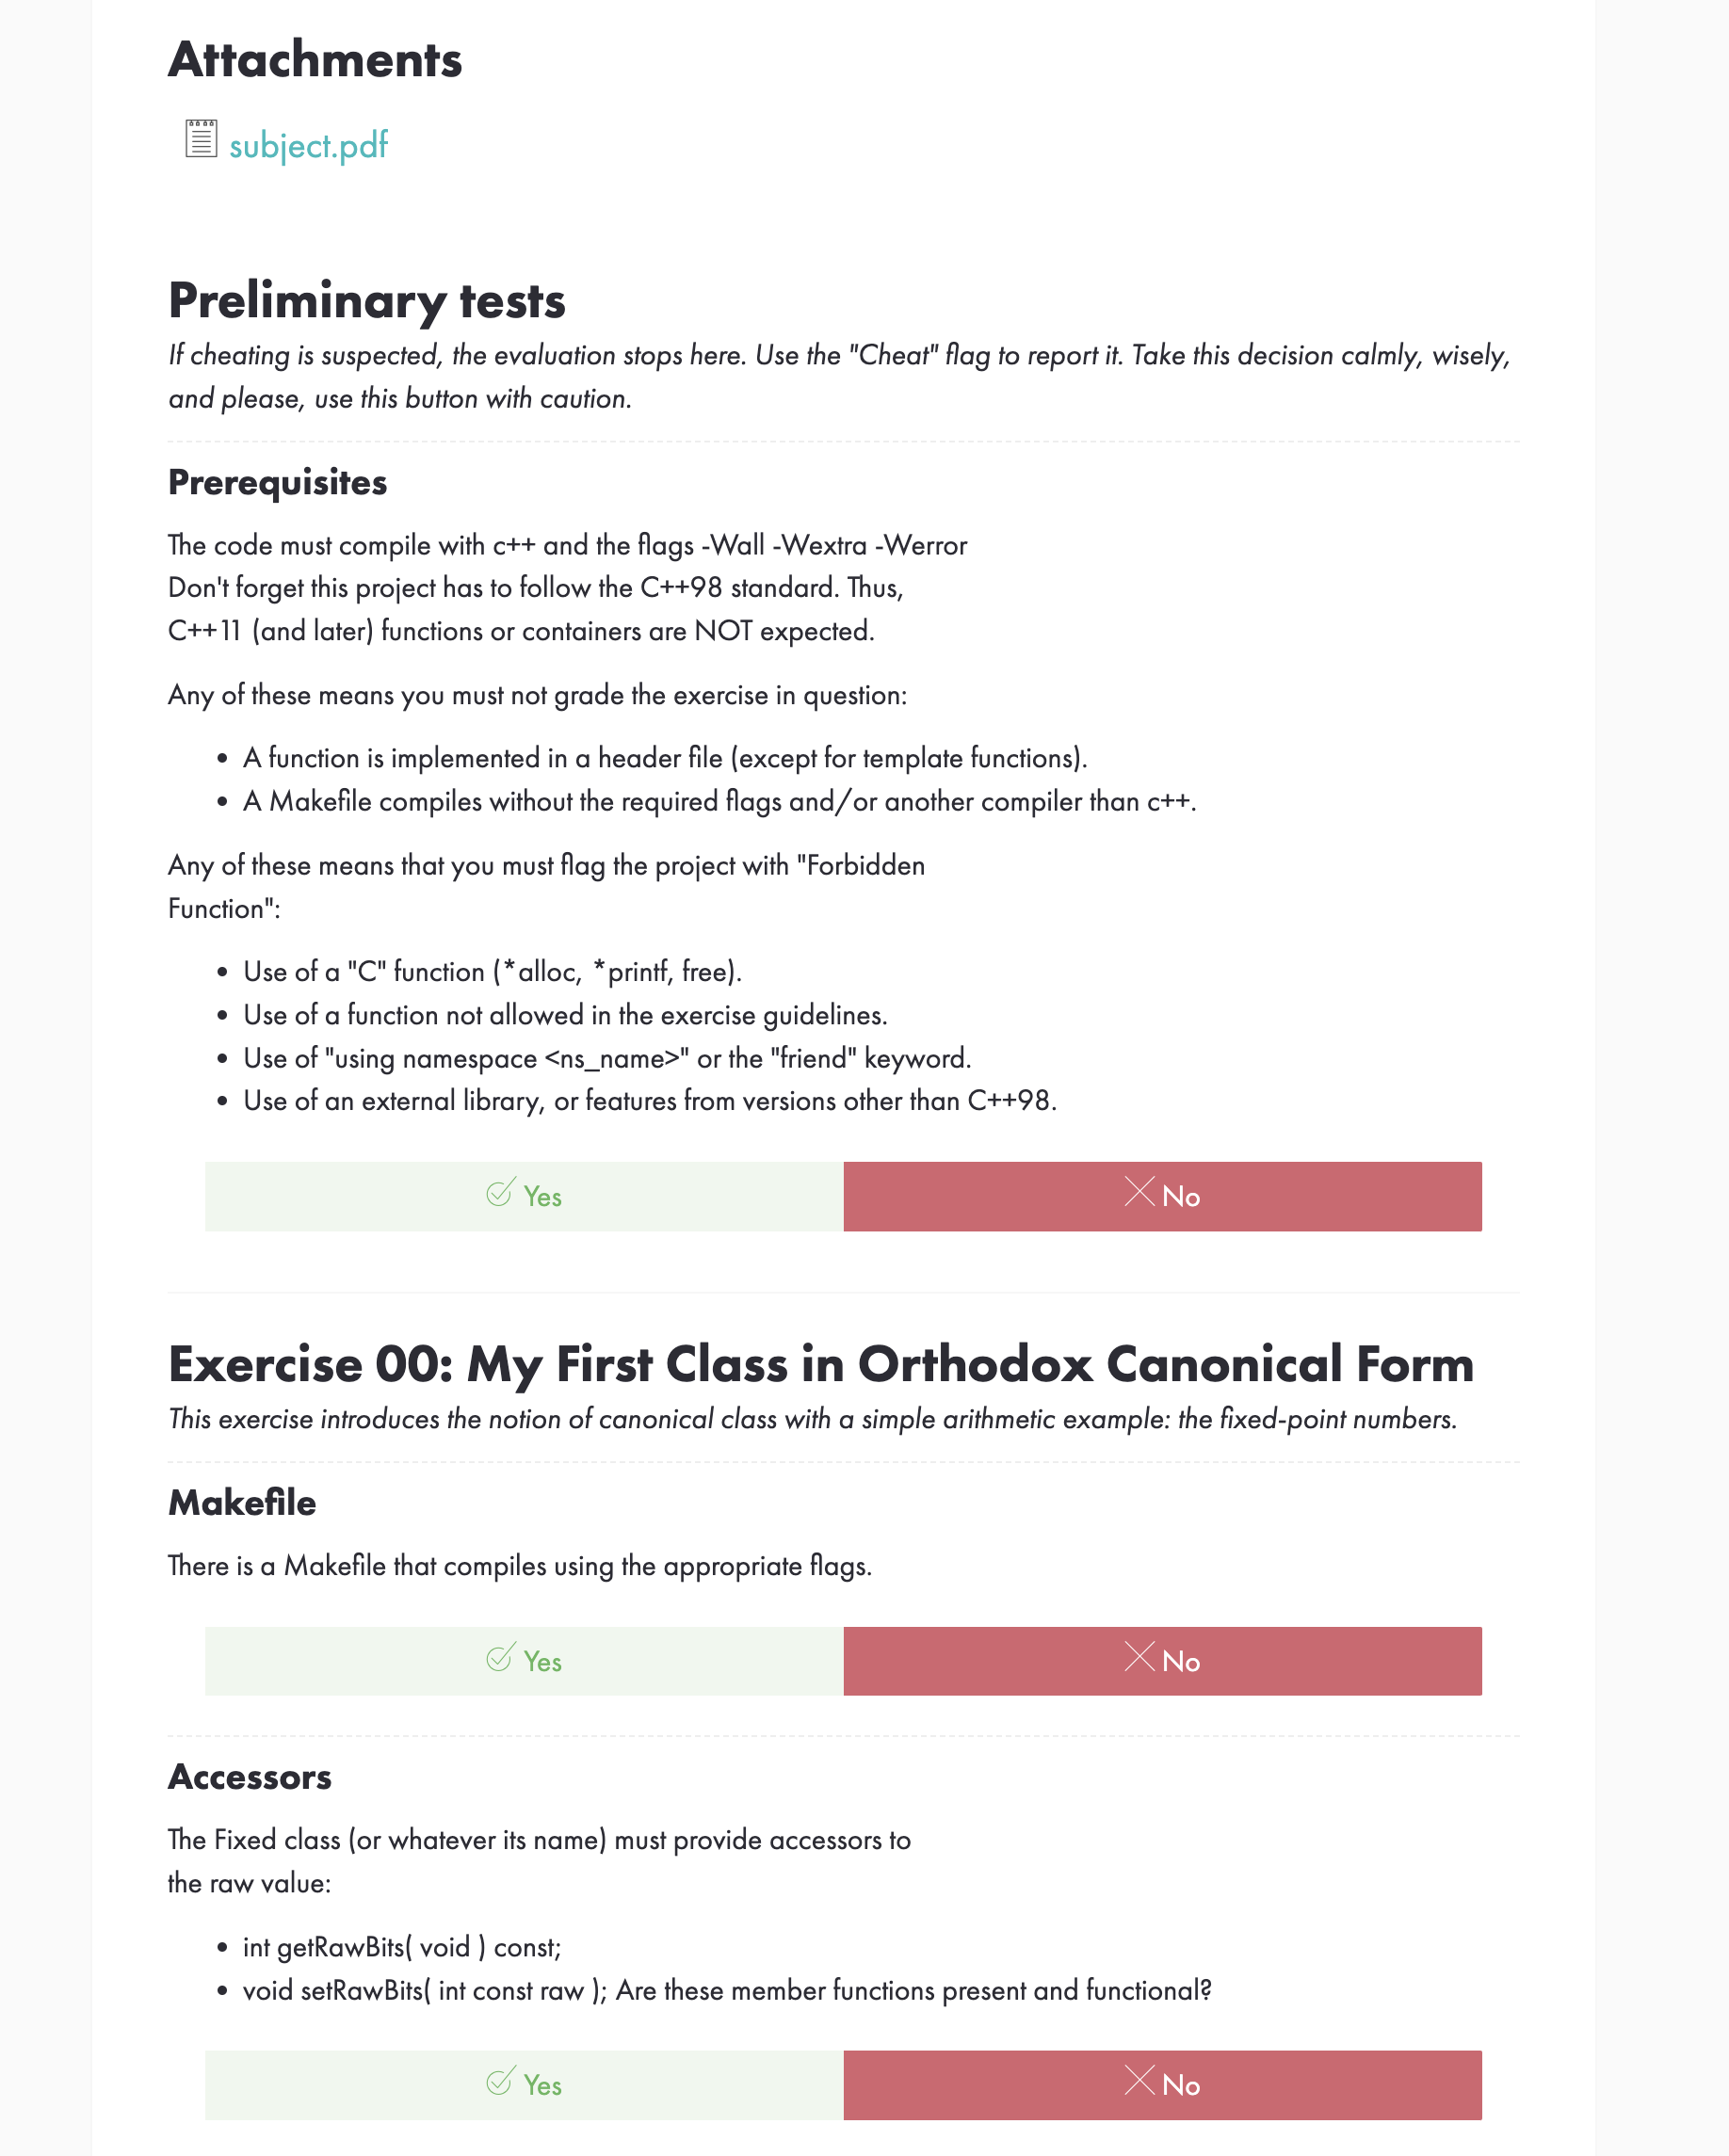 Attachments
subject.pdf
Preliminary tests
If cheating is suspected, the evaluation stops here. Use the "Cheat" flag to report it. Take this decision calmly, wisely,
and please, use this button with caution.
Prerequisites
The code must compile with c++ and the flags -Wall -Wextra -Werror
Don't forget this project has to follow the C++98 standard. Thus,
C++11 (and later) functions or containers are NOT expected.
Any of these means you must not grade the exercise in question:
• A function is implemented in a header file (except for template functions).
• A Makefile compiles without the required flags and/or another compiler than c++.
Any of these means that you must flag the project with "Forbidden
Function":
• Use of a "C" function (*alloc, *printf, free).
• Use of a function not allowed in the exercise guidelines.
• Use of "using namespace <ns_name>" or the "friend" keyword.
• Use of an external library, or features from versions other than C++98.
Yes No
Exercise 00: My First Class in Orthodox Canonical Form
This exercise introduces the notion of canonical class with a simple arithmetic example: the fixed-point numbers.
Makefile
There is a Makefile that compiles using the appropriate flags.
Yes No
Accessors
The Fixed class (or whatever its name) must provide accessors to
the raw value:
• int getRawBits( void ) const;
• void setRawBits( int const raw ); Are these member functions present and functional?
Yes No